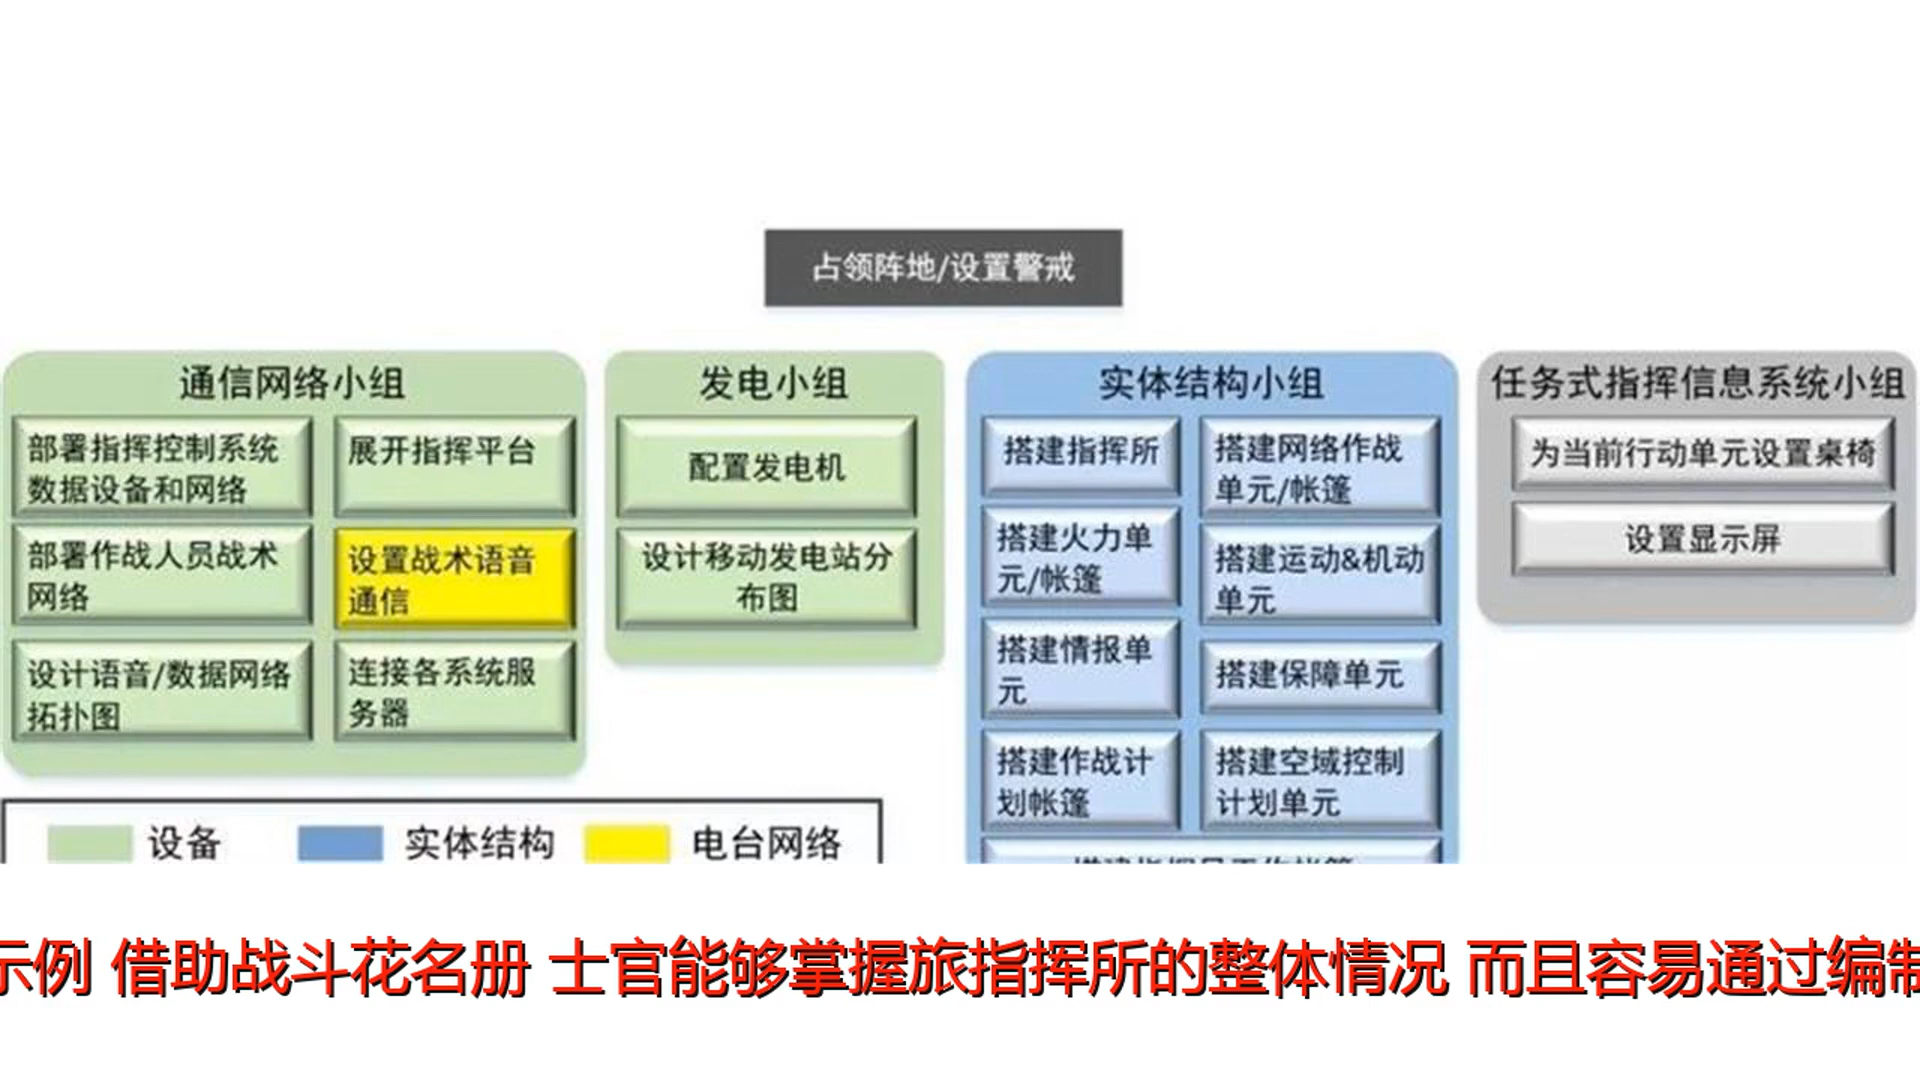 占领阵地/设置警戒
通信网络小组
部署指挥控制系统
数据设备和网络
展开指挥平台
部署作战人员战术
网络
设置战术语音
通信
设计语音/数据网络
拓扑图
连接各系统服
务器
发电小组
配置发电机
设计移动发电站分
布图
实体结构小组
搭建指挥所
搭建网络作战
单元/帐篷
搭建火力单
元/帐篷
搭建运动&机动
单元
搭建情报单
元
搭建保障单元
搭建作战计
划帐篷
搭建空域控制
计划单元
任务式指挥信息系统小组
为当前行动单元设置桌椅
设置显示屏
设备
实体结构
电台网络
示例 借助战斗花名册 士官能够掌握旅指挥所的整体情况 而且容易通过编制